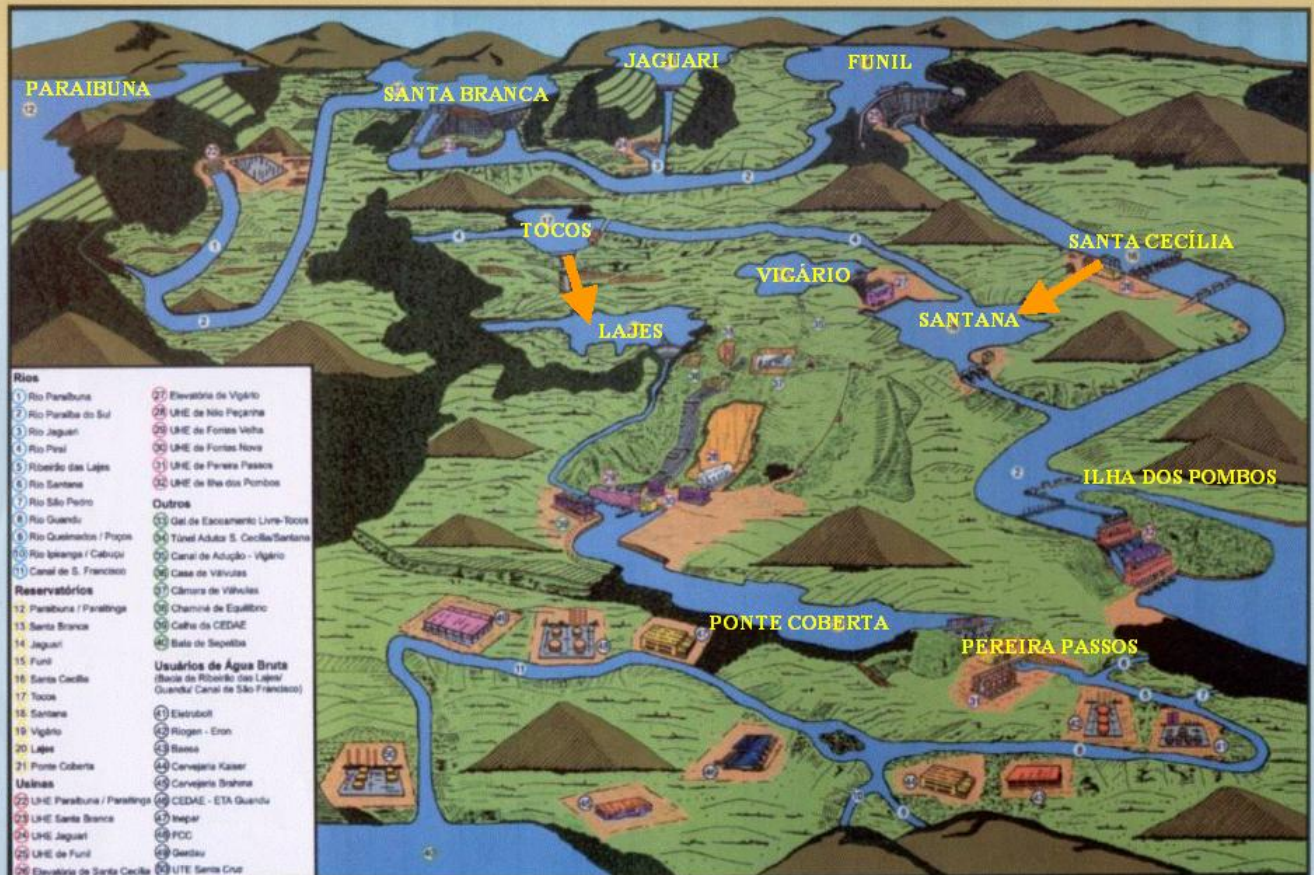 PARAIBUNA
SANTA BRANCA
JAGUARI
FUNIL
TOCOS
VIGÁRIO
SANTA CECÍLIA
SANTANA
LAJES
ILHA DOS POMBOS
PONTE COBERTA
PEREIRA PASSOS
Rios
1 Rio Paraibuna
2 Rio Paraíba do Sul
3 Rio Jaguari
4 Rio Piraí
5 Ribeirão das Lajes
6 Rio Santana
7 Rio São Pedro
8 Rio Guandu
Rio Queimados / Poços
10 Rio Ipiranga / Cabuçu
11 Canal de S. Francisco
Reservatórios
12 Paraibuna / Paraitinga
13 Santa Branca
14 Jaguari
15 Funil
16 Santa Cecília
17 Tocos
18 Santana
19 Vigário
20 Lajes
21 Ponte Coberta
Usinas
22 UHE Paraibuna / Paraitinga
23 UHE Santa Branca
24 UHE Jaguari
25 UHE de Funil
26 Elevatória de Santa Cecília
27 Elevatória de Vigário
28 UHE de Nilo Peçanha
29 UHE de Fontes Velha
30 UHE de Fontes Nova
31 UHE de Pereira Passos
32 UHE de Ilha dos Pombos
Outros
33 Gal de Escoamento Livre-Tocos
34 Túnel Adutor S. Cecília/Santana
35 Canal de Adução - Vigário
36 Casa de Válvulas
37 Câmara de Válvulas
38 Chaminé de Equilíbrio
39 Calha da CEDAE
40 Baía de Sepetiba
Usuários de Água Bruta
(Bacia de Ribeirão das Lajes/
Guandu/ Canal de São Francisco)
41 Eletrobolt
42 Riogen - Eron
43
44 Cervejaria Kaiser
45 Cervejaria Brahma
46 CEDAE - ETA Guandu
47 Inepar
48 FCC
49 Gerdau
50 UTE Santa Cruz